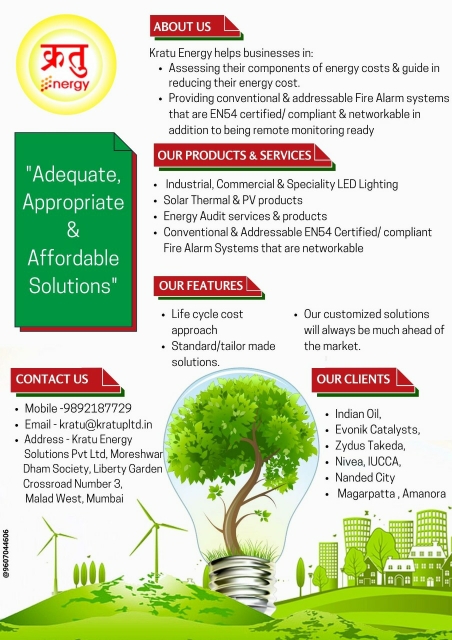 क्रतु
Energy
ABOUT US
Kratu Energy helps businesses in:
• Assessing their components of energy costs & guide in
reducing their energy cost.
• Providing conventional & addressable Fire Alarm systems
that are EN54 certified/ compliant & networkable in
addition to being remote monitoring ready
"Adequate,
Appropriate
&
Affordable
Solutions"
OUR PRODUCTS & SERVICES
• Industrial, Commercial & Speciality LED Lighting
• Solar Thermal & PV products
• Energy Audit services & products
• Conventional & Addressable EN54 Certified/ compliant
Fire Alarm Systems that are networkable
OUR FEATURES
• Life cycle cost
approach
• Standard/tailor made
solutions.
• Our customized solutions
will always be much ahead of
the market.
CONTACT US
• Mobile -9892187729
• Email - kratu@kratupltd.in
• Address - Kratu Energy
Solutions Pvt Ltd, Moreshwar
Dham Society, Liberty Garden
Crossroad Number 3,
Malad West, Mumbai
OUR CLIENTS
• Indian Oil,
• Evonik Catalysts,
• Zydus Takeda,
• Nivea, IUCCA,
• Nanded City
• Magarpatta , Amanora
@9607044606